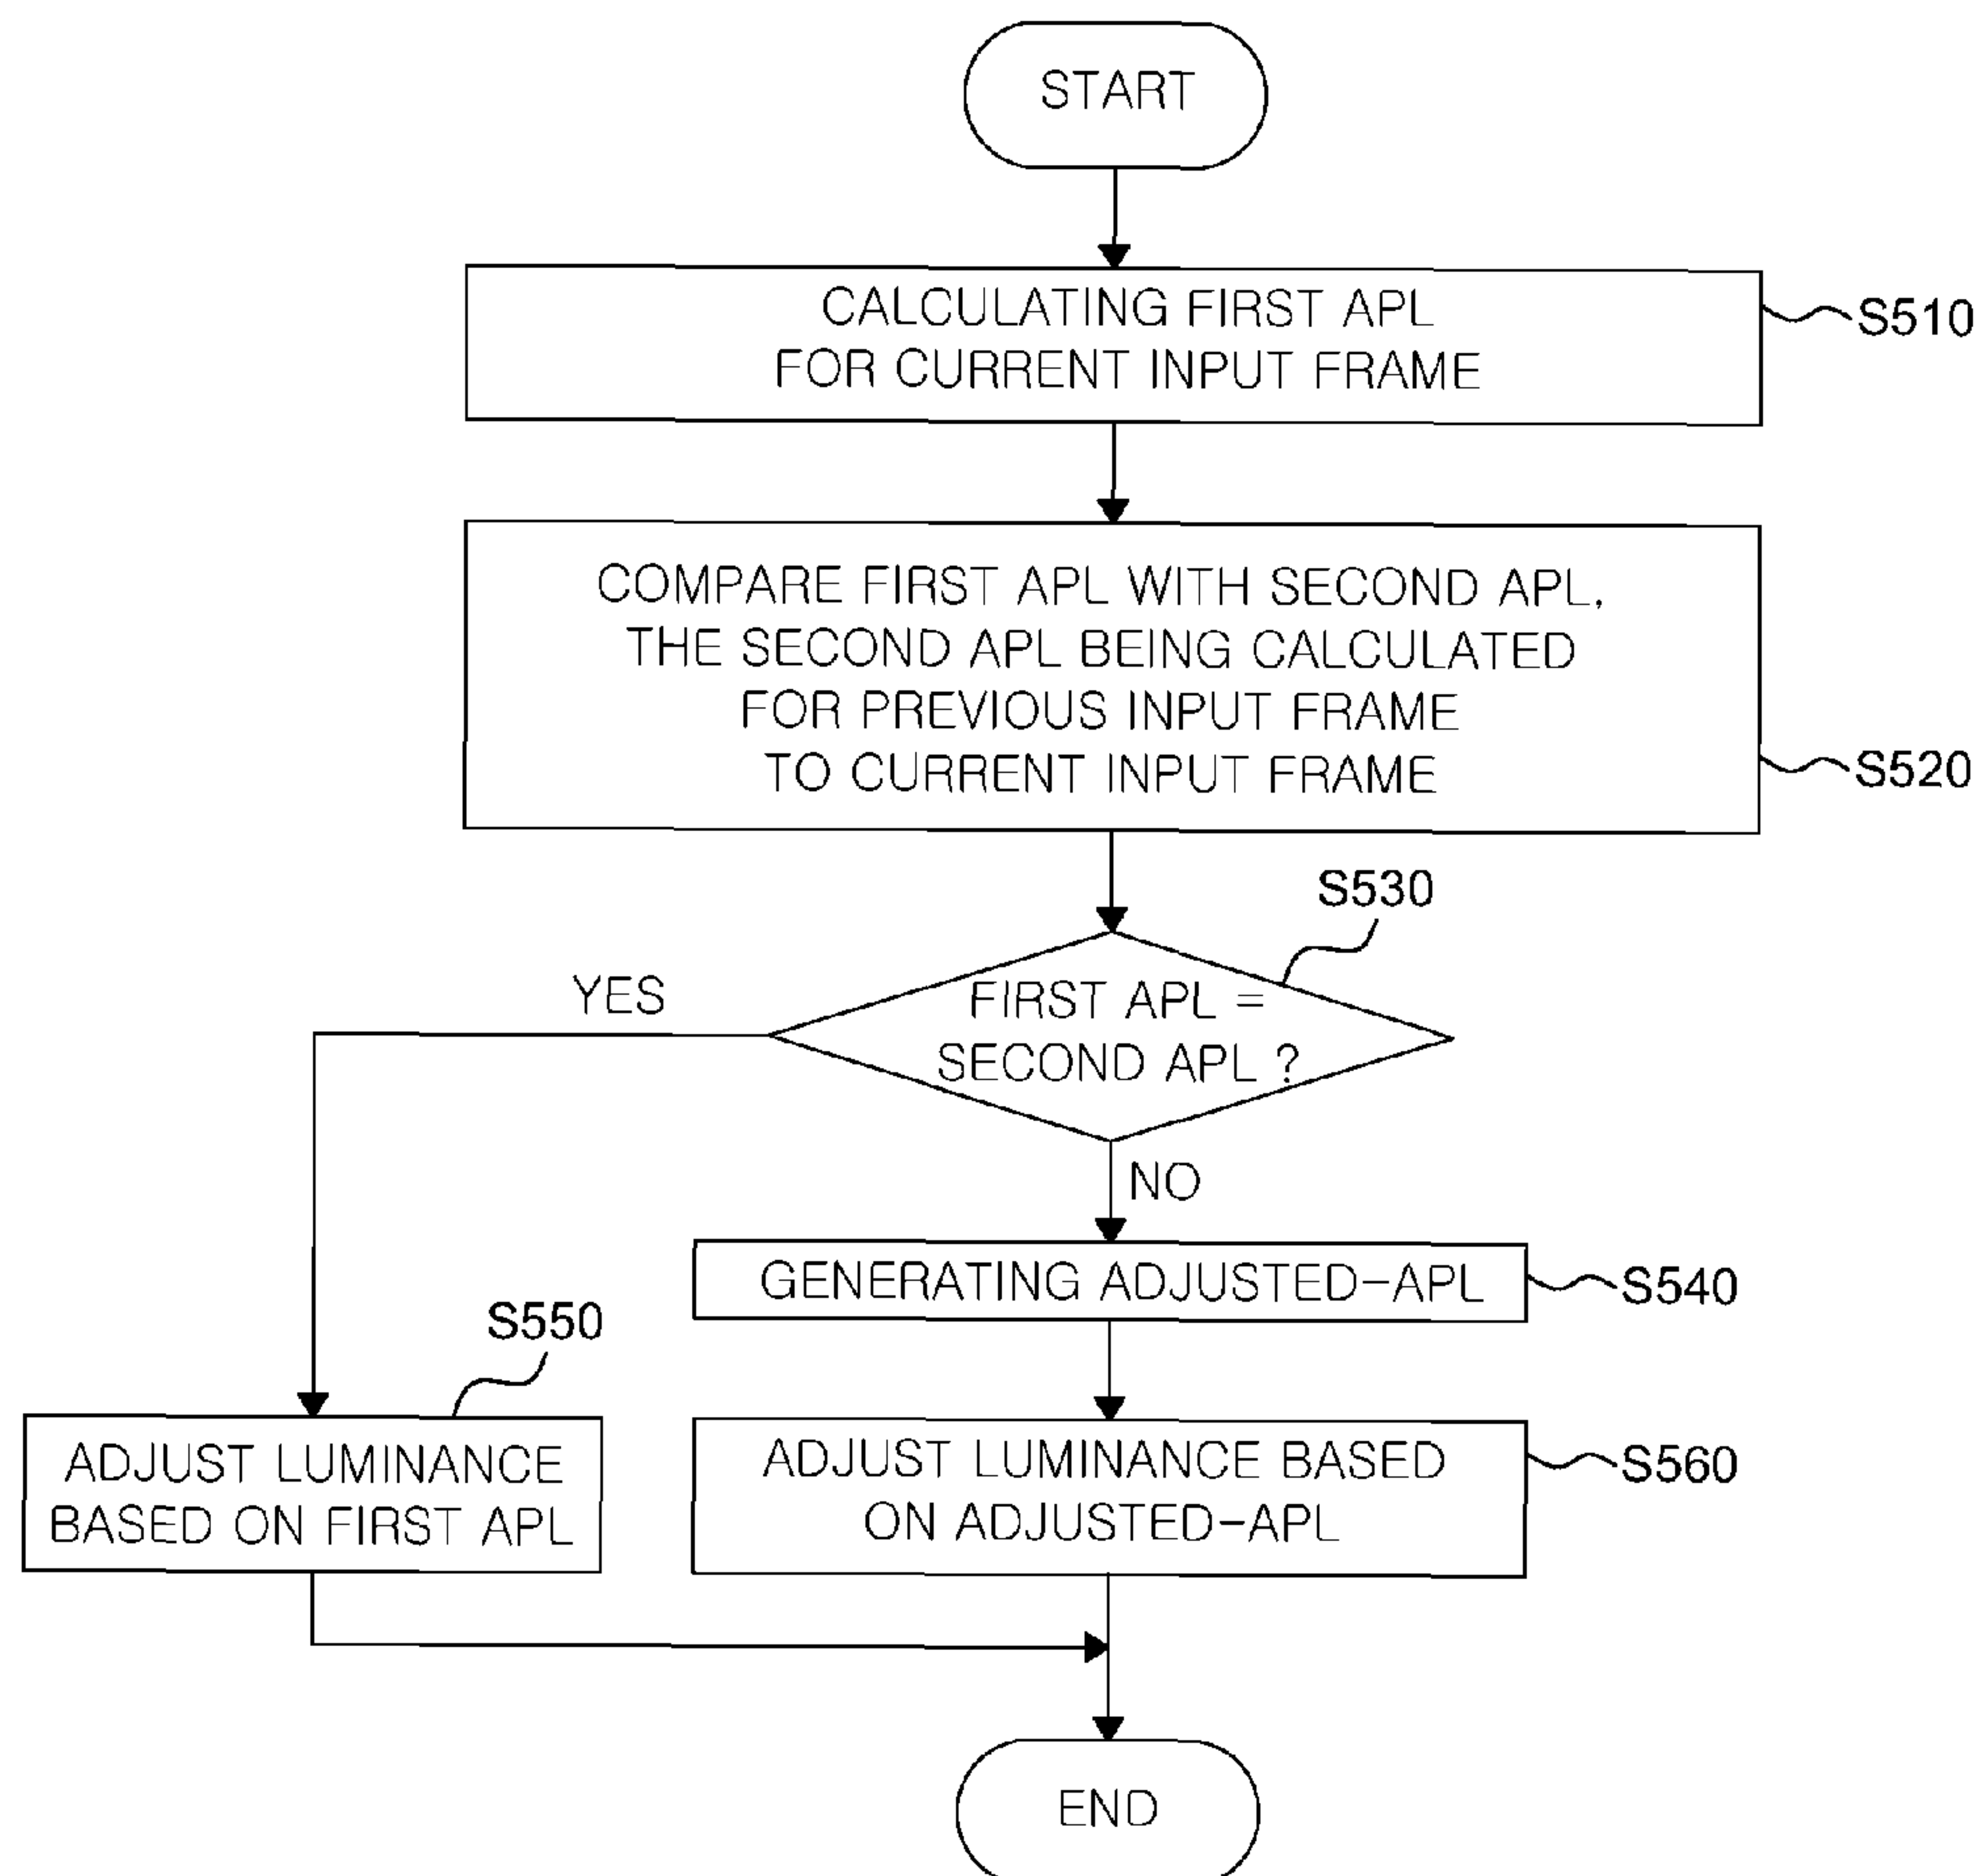 START
CALCULATING FIRST APL
FOR CURRENT INPUT FRAME
S510
COMPARE FIRST APL WITH SECOND APL,
THE SECOND APL BEING CALCULATED
FOR PREVIOUS INPUT FRAME
TO CURRENT INPUT FRAME
S520
S530
FIRST APL =
SECOND APL ?
YES
NO
GENERATING ADJUSTED-APL
S540
S550
ADJUST LUMINANCE
BASED ON FIRST APL
ADJUST LUMINANCE BASED
ON ADJUSTED-APL
S560
END